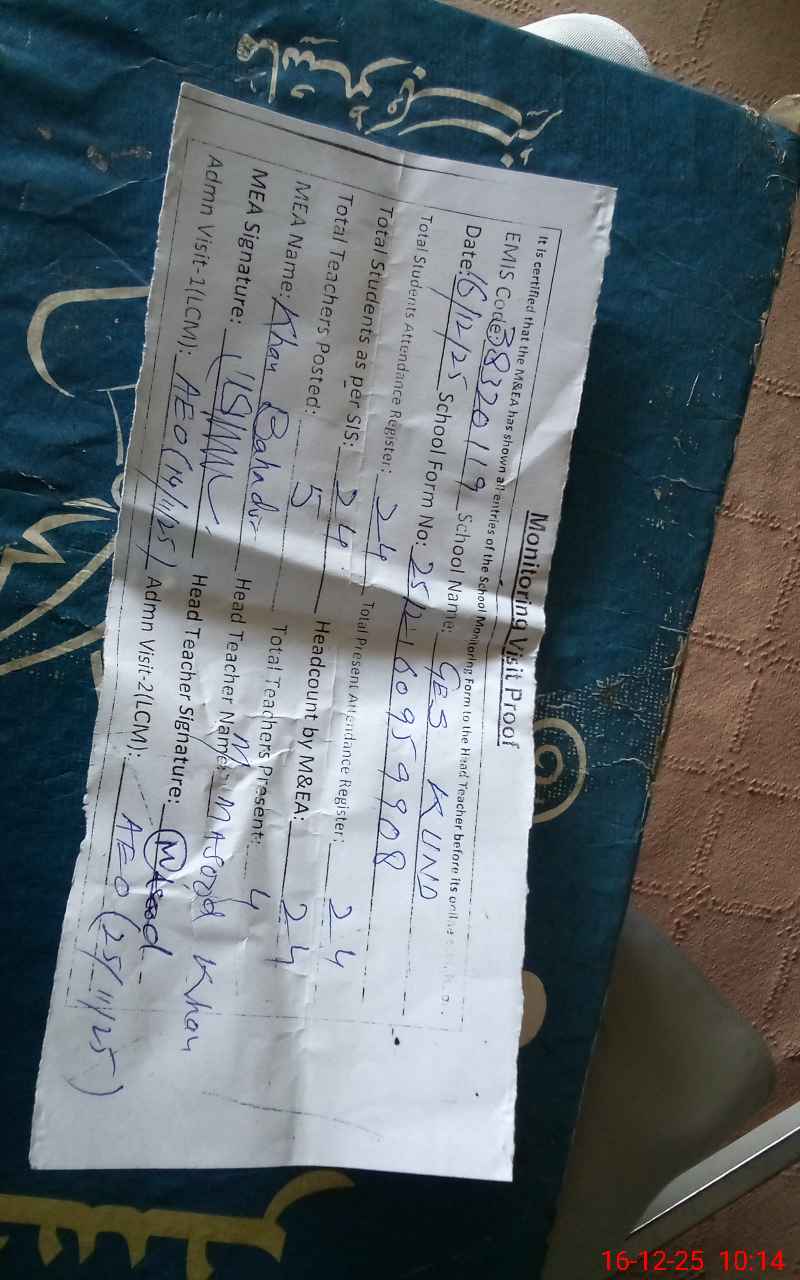 Monitoring Visit Proof
It is certified that the M&EA has shown all entries of the School Monitoring Form to the Head Teacher before its online
EMIS Code: 38320119 School Name: GES KUND
Date: 16/12/25 School Form No: 2512160959908
Total Students Attendance Register: 24 Total Present Attendance Register: 24
Total Students as per SIS: 24 Headcount by M&EA: 24
Total Teachers Posted: 5 Total Teachers Present: 4
MEA Name: Khan Bahadur Head Teacher Name: M Masood Khan
MEA Signature: Head Teacher Signature: Masood
Admn Visit-1(LCM): AEO (14/11/25) Admn Visit-2(LCM): AEO (25/11/25)
16-12-25 10:14